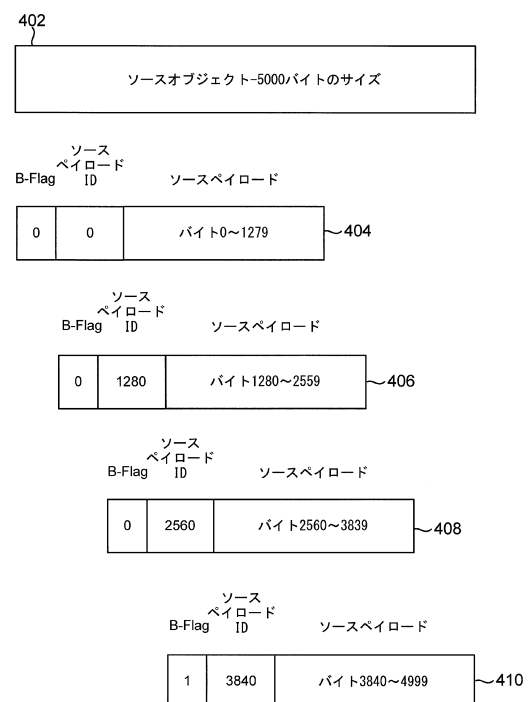 402
ソースオブジェクト-5000バイトのサイズ
ソース
ペイロード
B-Flag ID ソースペイロード
0 0 バイト0～1279 404
ソース
ペイロード
B-Flag ID ソースペイロード
0 1280 バイト1280～2559 406
ソース
ペイロード
B-Flag ID ソースペイロード
0 2560 バイト2560～3839 408
ソース
ペイロード
B-Flag ID ソースペイロード
1 3840 バイト3840～4999 410